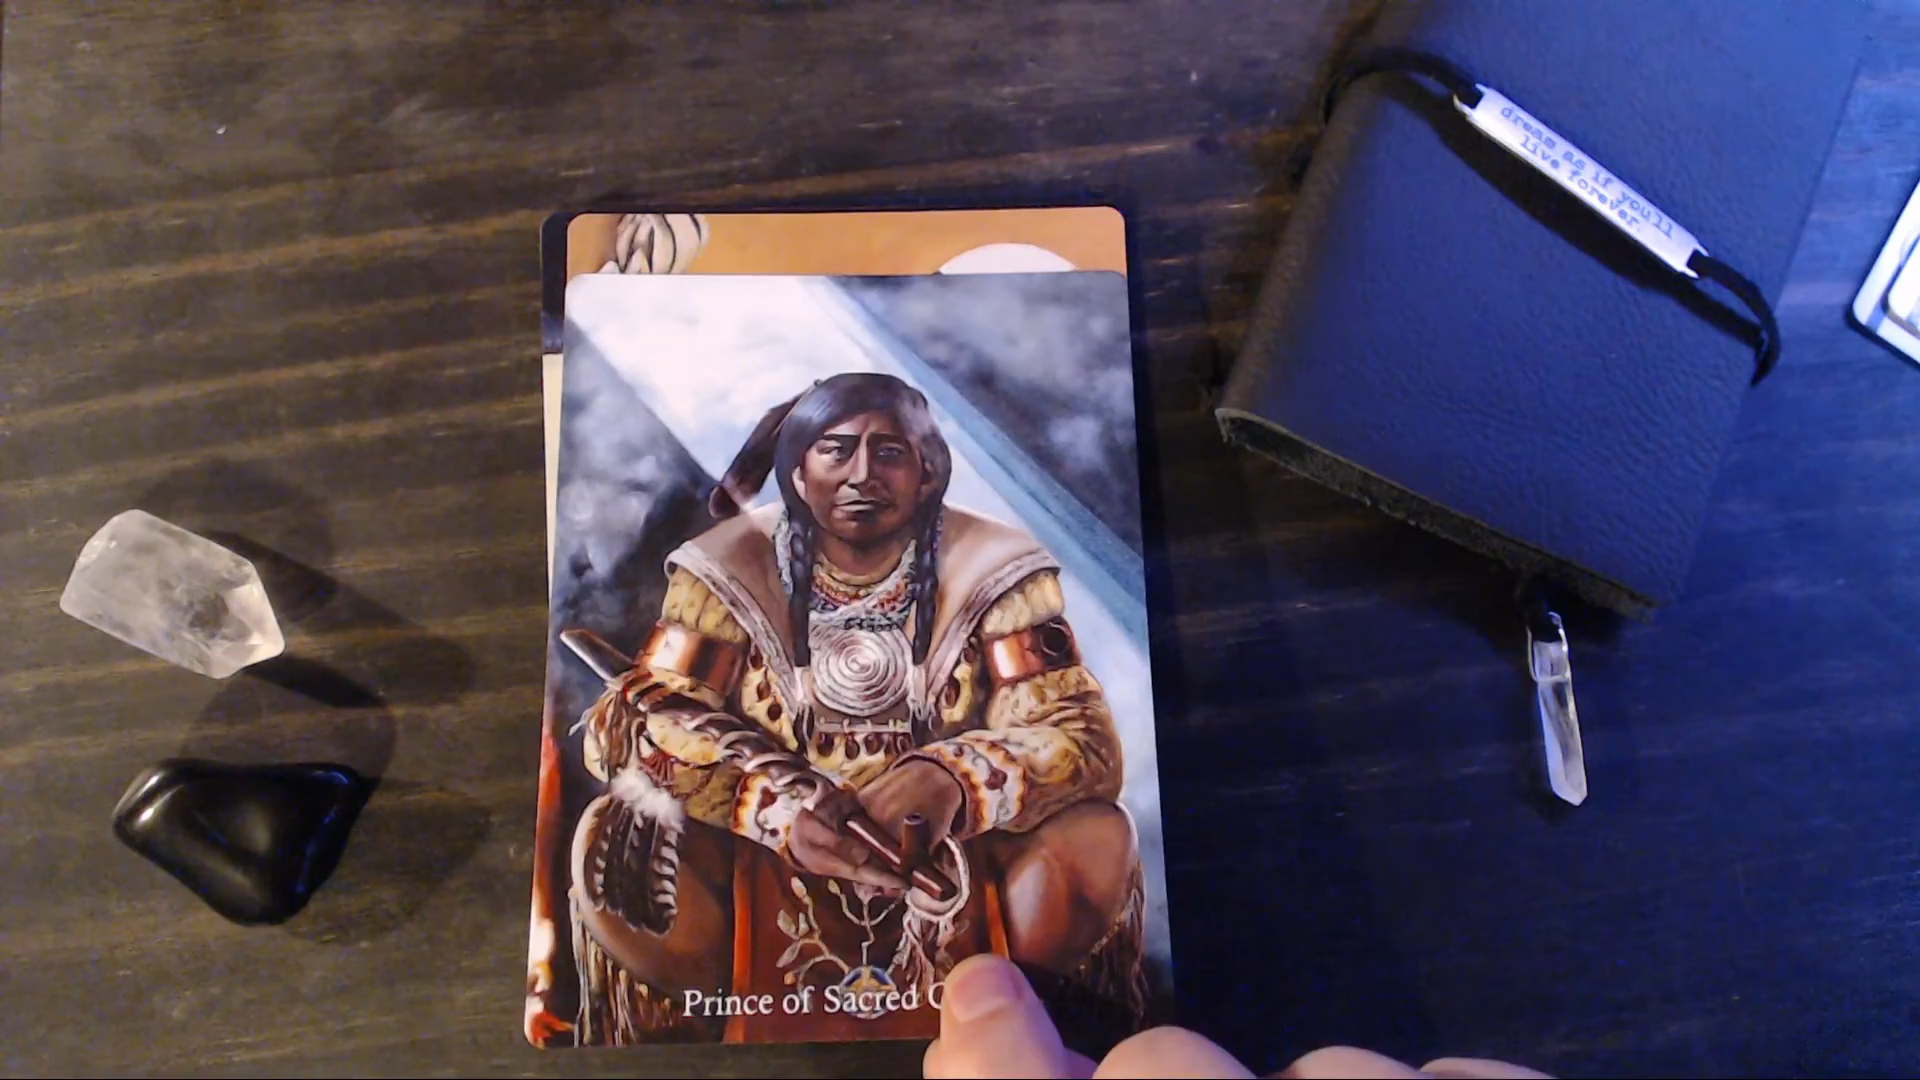 dream as if you'll
live forever.
Prince of Sacred